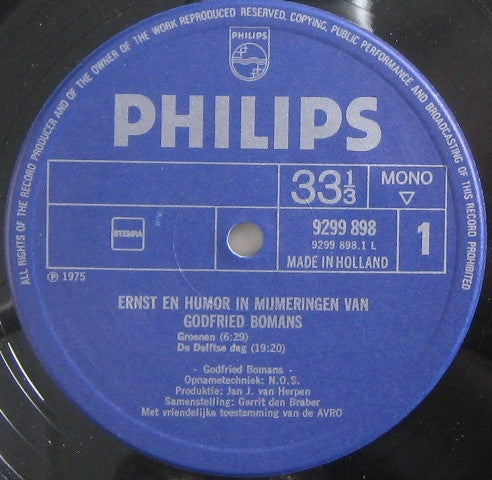 ALL RIGHTS OF THE RECORD PRODUCER AND OF THE OWNER OF THE WORK REPRODUCED RESERVED, COPYING, PUBLIC PERFORMANCE AND BROADCASTING OF THIS RECORD PROHIBITED
PHILIPS
PHILIPS
33 1/3
MONO
STEMRA
9299 898
9299 898.1 L
MADE IN HOLLAND
1
℗ 1975
ERNST EN HUMOR IN MIJMERINGEN VAN
GODFRIED BOMANS
Groenen (6:29)
De Delftse dag (19:20)
- Godfried Bomans -
Opnametechniek: N.O.S.
Produktie: Jan J. van Herpen
Samenstelling: Gerrit den Braber
Met vriendelijke toestemming van de AVRO